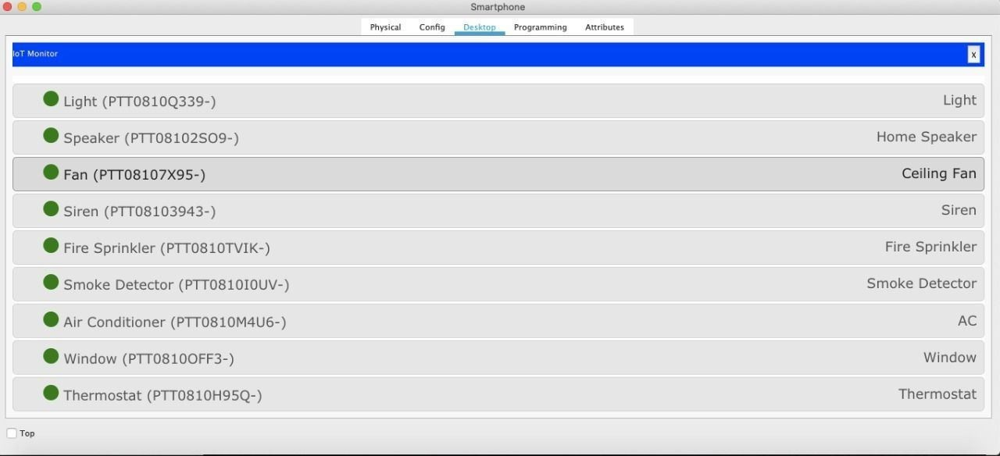 Smartphone
Physical Config Desktop Programming Attributes
IoT Monitor X
Light (PTT0810Q339-) Light
Speaker (PTT08102SO9-) Home Speaker
Fan (PTT08107X95-) Ceiling Fan
Siren (PTT08103943-) Siren
Fire Sprinkler (PTT0810TVIK-) Fire Sprinkler
Smoke Detector (PTT0810I0UV-) Smoke Detector
Air Conditioner (PTT0810M4U6-) AC
Window (PTT0810OFF3-) Window
Thermostat (PTT0810H95Q-) Thermostat
Top